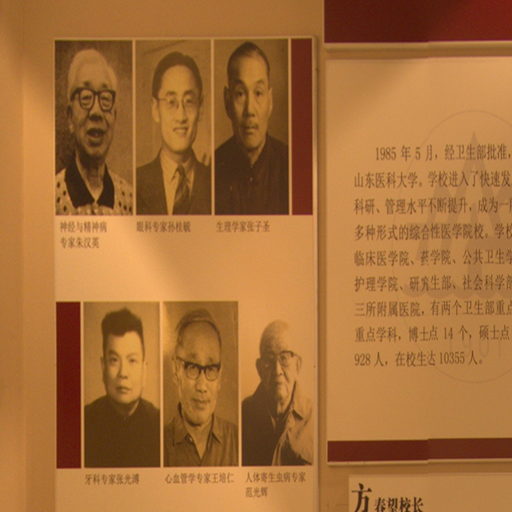 神经与精神病
专家朱汉英
眼科专家孙桂毓
生理学家张子圣
牙科专家张光溥
心血管学专家王培仁
人体寄生虫病专家
范光辉
1985 年 5 月，经卫生部批准，
山东医科大学。学校进入了快速发
科研、管理水平不断提升，成为一
多种形式的综合性医学院校。学校
临床医学院、药学院、公共卫生学
护理学院、研究生部、社会科学部
三所附属医院，有两个卫生部重点
重点学科，博士点 14 个，硕士点
928 人，在校生达 10355 人。
方春望校长